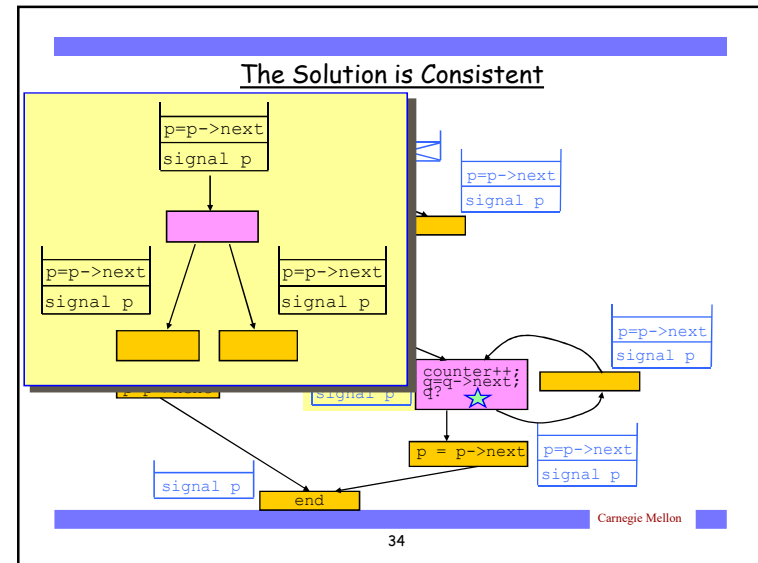 The Solution is Consistent
p=p->next
signal p
p=p->next
signal p
p=p->next
signal p
p=p->next
signal p
p=p->next
signal p
counter++;
q=q->next;
q?
signal p
p = p->next
p=p->next
signal p
signal p
end
Carnegie Mellon
34